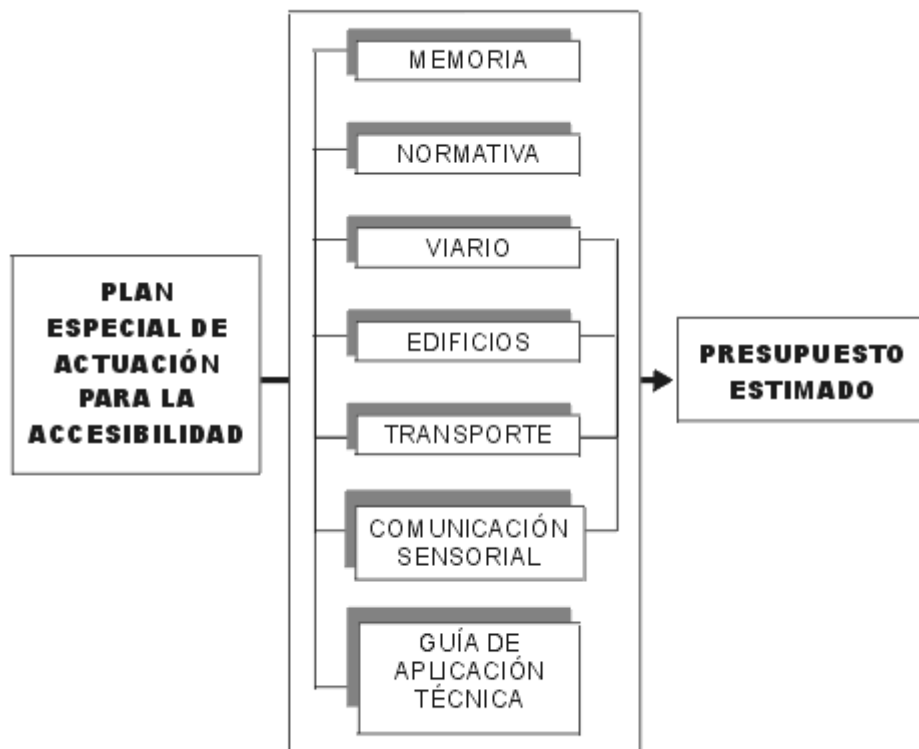 PLAN
ESPECIAL DE
ACTUACIÓN
PARA LA
ACCESIBILIDAD
MEMORIA
NORMATIVA
VIARIO
EDIFICIOS
TRANSPORTE
COMUNICACIÓN
SENSORIAL
GUÍA DE
APLICACIÓN
TÉCNICA
PRESUPUESTO
ESTIMADO